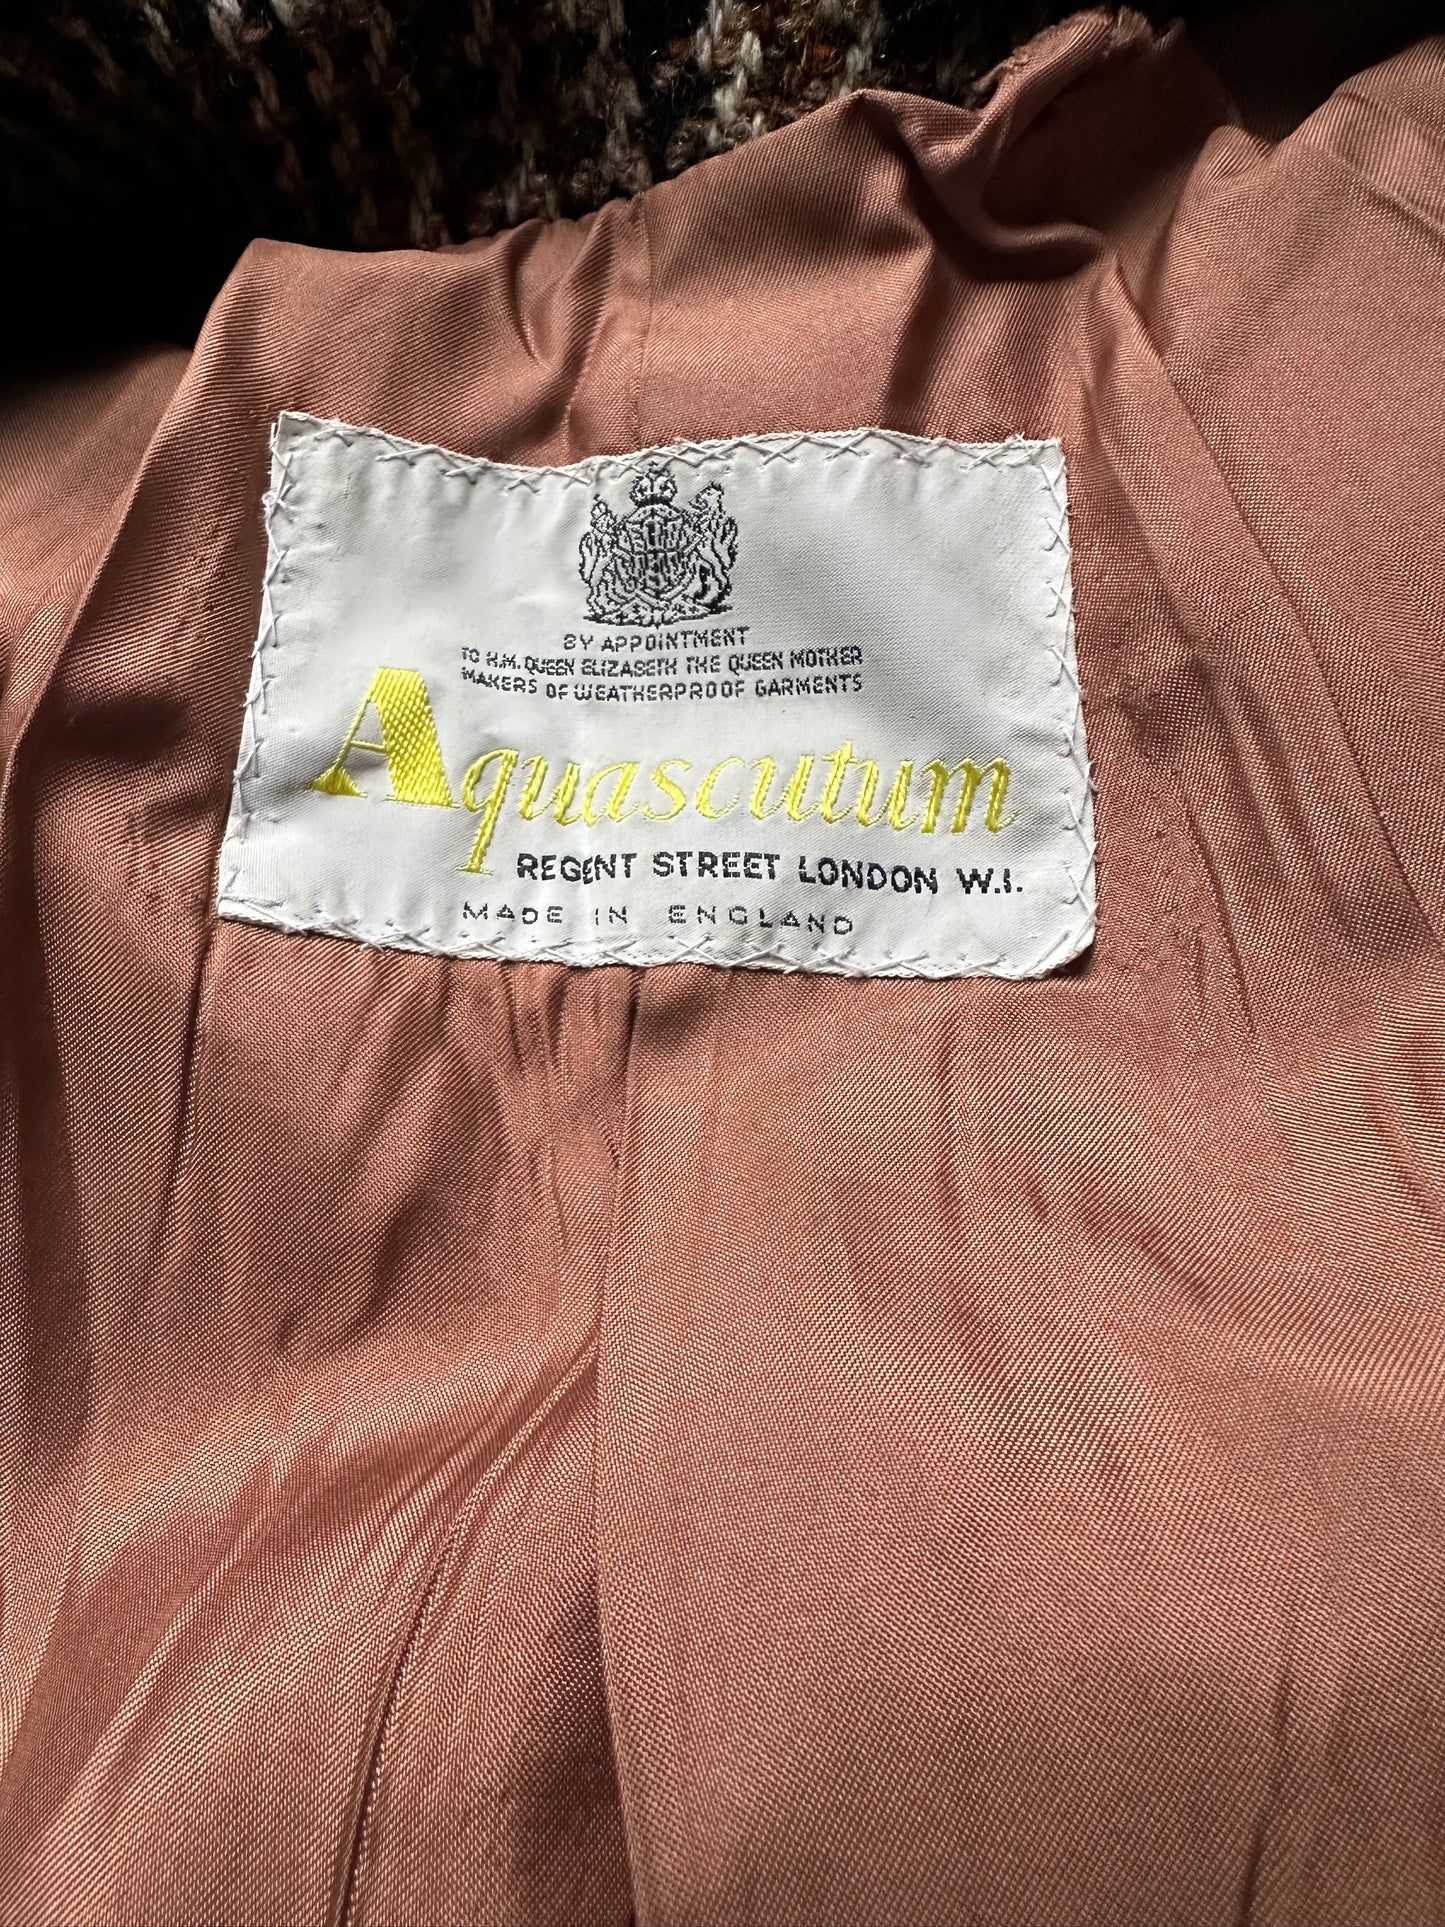 BY APPOINTMENT
TO H.M. QUEEN ELIZABETH THE QUEEN MOTHER
MAKERS OF WEATHERPROOF GARMENTS
Aquascutum
REGENT STREET LONDON W.I.
MADE IN ENGLAND